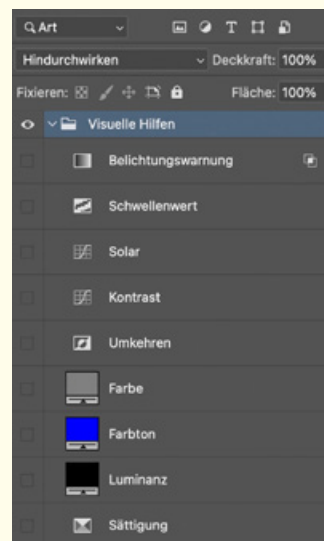 Art
T
Hindurchwirken Deckkraft: 100%
Fixieren: Fläche: 100%
Visuelle Hilfen
Belichtungswarnung
Schwellenwert
Solar
Kontrast
Umkehren
Farbe
Farbton
Luminanz
Sättigung